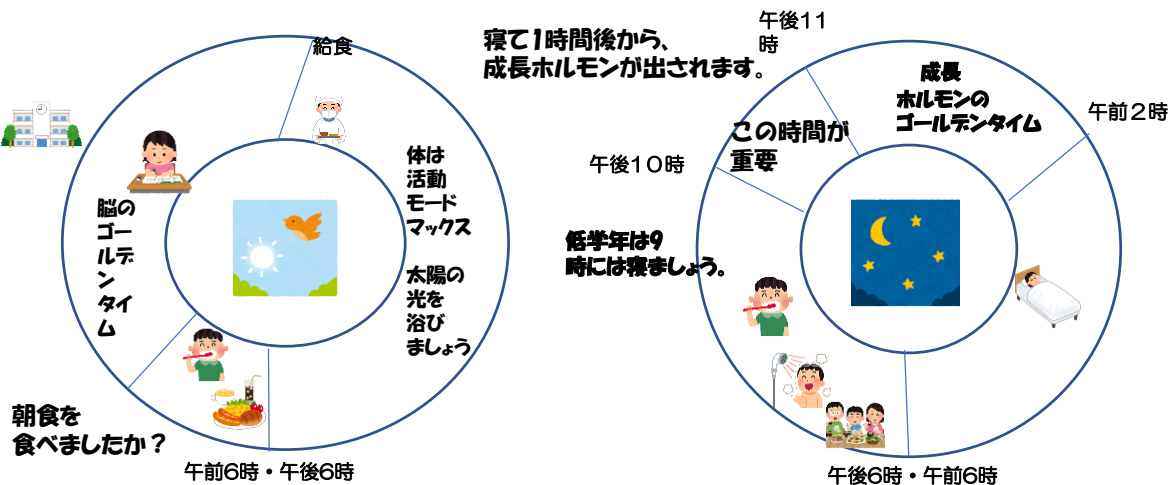 給食
脳の
ゴー
ルデ
ン
タイ
ム
体は
活動
モード
マックス
太陽の
光を
浴び
ましょう
朝食を
食べましたか？
午前6時・午後6時
寝て1時間後から、
成長ホルモンが出されます。
午後11
時
成長
ホルモンの
ゴールデンタイム
午前２時
この時間が
重要
午後１０時
低学年は9
時には寝ましょう。
午後6時・午前6時